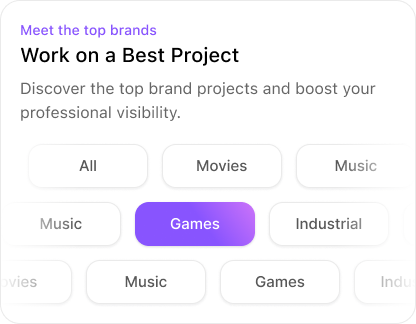 Meet the top brands
Work on a Best Project
Discover the top brand projects and boost your
professional visibility.
All Movies Music
Music Games Industrial
ovies Music Games Indu